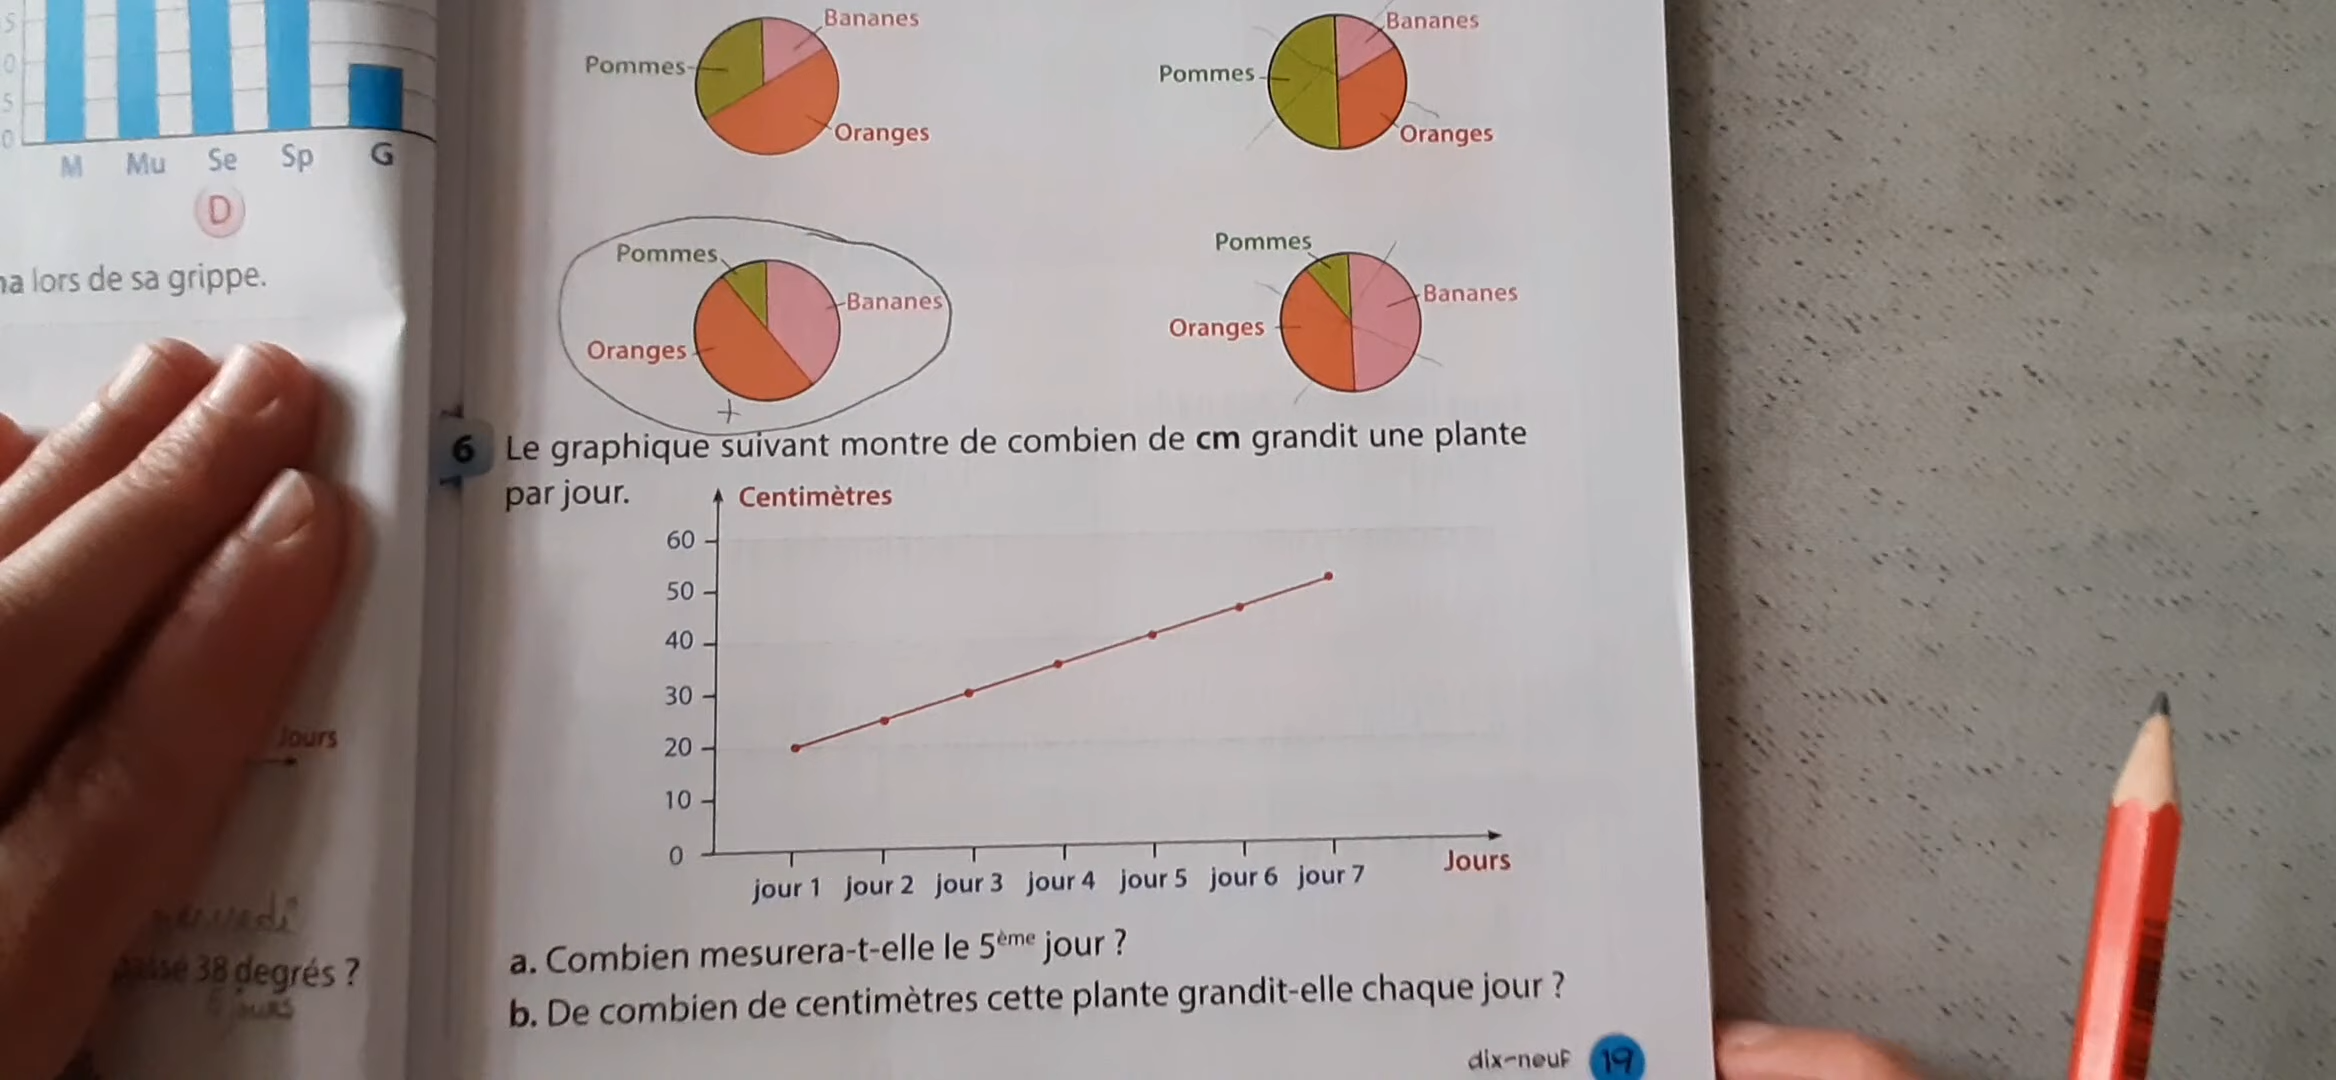 5
0
5
0
M Mu Se Sp G
D
lors de sa grippe.
Jours
38 degrés ?
Bananes
Pommes
Oranges
Bananes
Pommes
Oranges
Pommes
Bananes
Oranges
+
Pommes
Bananes
Oranges
6 Le graphique suivant montre de combien de cm grandit une plante
par jour.
Centimètres
60
50
40
30
20
10
0
jour 1 jour 2 jour 3 jour 4 jour 5 jour 6 jour 7
Jours
a. Combien mesurera-t-elle le 5ème jour ?
b. De combien de centimètres cette plante grandit-elle chaque jour ?
dix-neuf 19